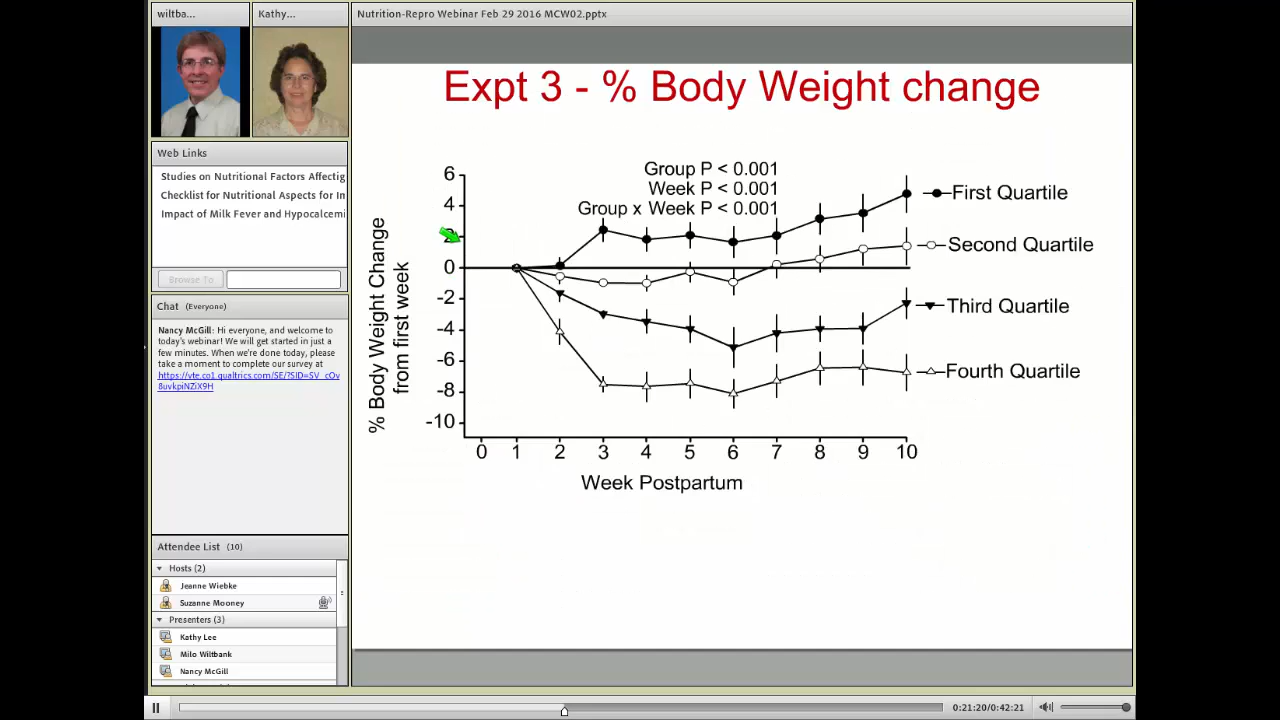 wiltba...
Kathy...
Nutrition-Repro Webinar Feb 29 2016 MCW02.pptx
Web Links
Studies on Nutritional Factors Affectig
Checklist for Nutritional Aspects for In
Impact of Milk Fever and Hypocalcemi
Browse To
Chat (Everyone)
Nancy McGill: Hi everyone, and welcome to
today's webinar! We will get started in just a
few minutes. When we're done today, please
take a moment to complete our survey at
Attendee List (10)
Hosts (2)
Jeanne Wiebke
Suzanne Mooney
Presenters (3)
Kathy Lee
Milo Wiltbank
Nancy McGill
Expt 3 - % Body Weight change
Group P < 0.001
Week P < 0.001
Group x Week P < 0.001
% Body Weight Change
from first week
6
4
2
0
-2
-4
-6
-8
-10
First Quartile
Second Quartile
Third Quartile
Fourth Quartile
0 1 2 3 4 5 6 7 8 9 10
Week Postpartum
0:21:20/0:42:21